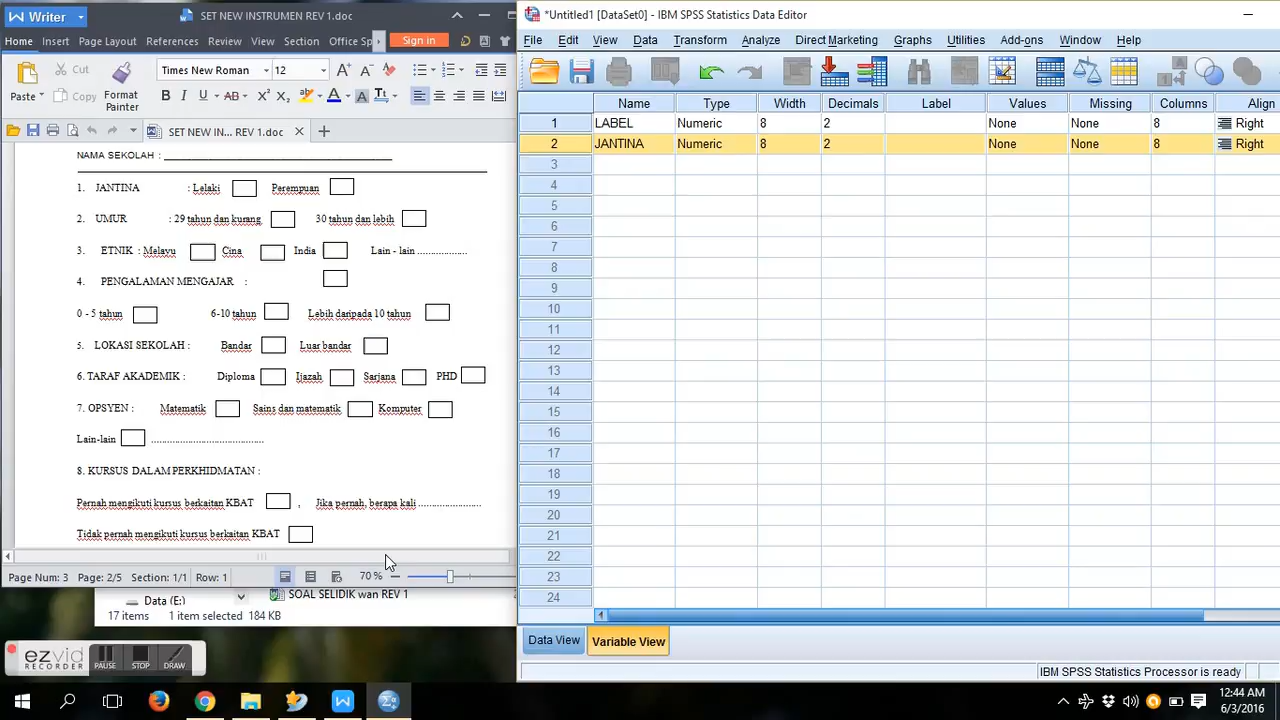 Writer
SET NEW INSTRUMEN REV 1.doc
Home Insert Page Layout References Review View Section Office Sp Sign in
Paste Cut Copy Format Painter Times New Roman 12
B I U AB X² X₂ A A
SET NEW IN... REV 1.doc
NAMA SEKOLAH : ______________________________
1. JANTINA : Lelaki Perempuan
2. UMUR : 29 tahun dan kurang 30 tahun dan lebih
3. ETNIK : Melayu Cina India Lain - lain ..................
4. PENGALAMAN MENGAJAR :
0 - 5 tahun 6-10 tahun Lebih daripada 10 tahun
5. LOKASI SEKOLAH : Bandar Luar bandar
6. TARAF AKADEMIK : Diploma Ijazah Sarjana PHD
7. OPSYEN : Matematik Sains dan matematik Komputer
Lain-lain ..........................................
8. KURSUS DALAM PERKHIDMATAN :
Pernah mengikuti kursus berkaitan KBAT , Jika pernah, berapa kali .......................
Tidak pernah mengikuti kursus berkaitan KBAT
Page Num: 3 Page: 2/5 Section: 1/1 Row: 1 70 %
Data (E:) SOAL SELIDIK wan REV 1
17 items 1 item selected 184 KB
ezvid RECORDER PAUSE STOP DRAW
*Untitled1 [DataSet0] - IBM SPSS Statistics Data Editor
File Edit View Data Transform Analyze Direct Marketing Graphs Utilities Add-ons Window Help
Name Type Width Decimals Label Values Missing Columns Align
1 LABEL Numeric 8 2 None None 8 Right
2 JANTINA Numeric 8 2 None None 8 Right
3
4
5
6
7
8
9
10
11
12
13
14
15
16
17
18
19
20
21
22
23
24
Data View Variable View
IBM SPSS Statistics Processor is ready
12:44 AM
6/3/2016